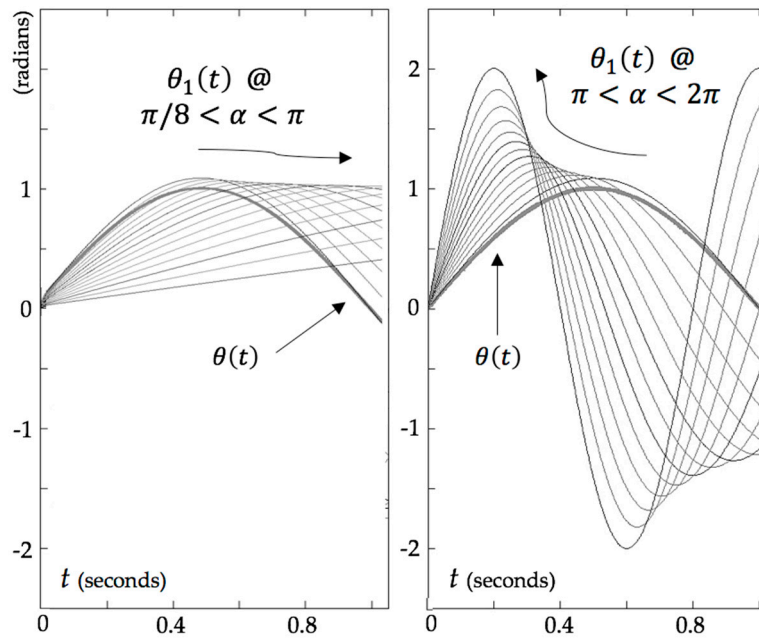 (radians)
θ₁(t) @
π/8 < α < π
θ(t)
t (seconds)
2
1
0
-1
-2
0
0.4
0.8
θ₁(t) @
π < α < 2π
θ(t)
t (seconds)
2
1
0
-1
-2
0
0.4
0.8